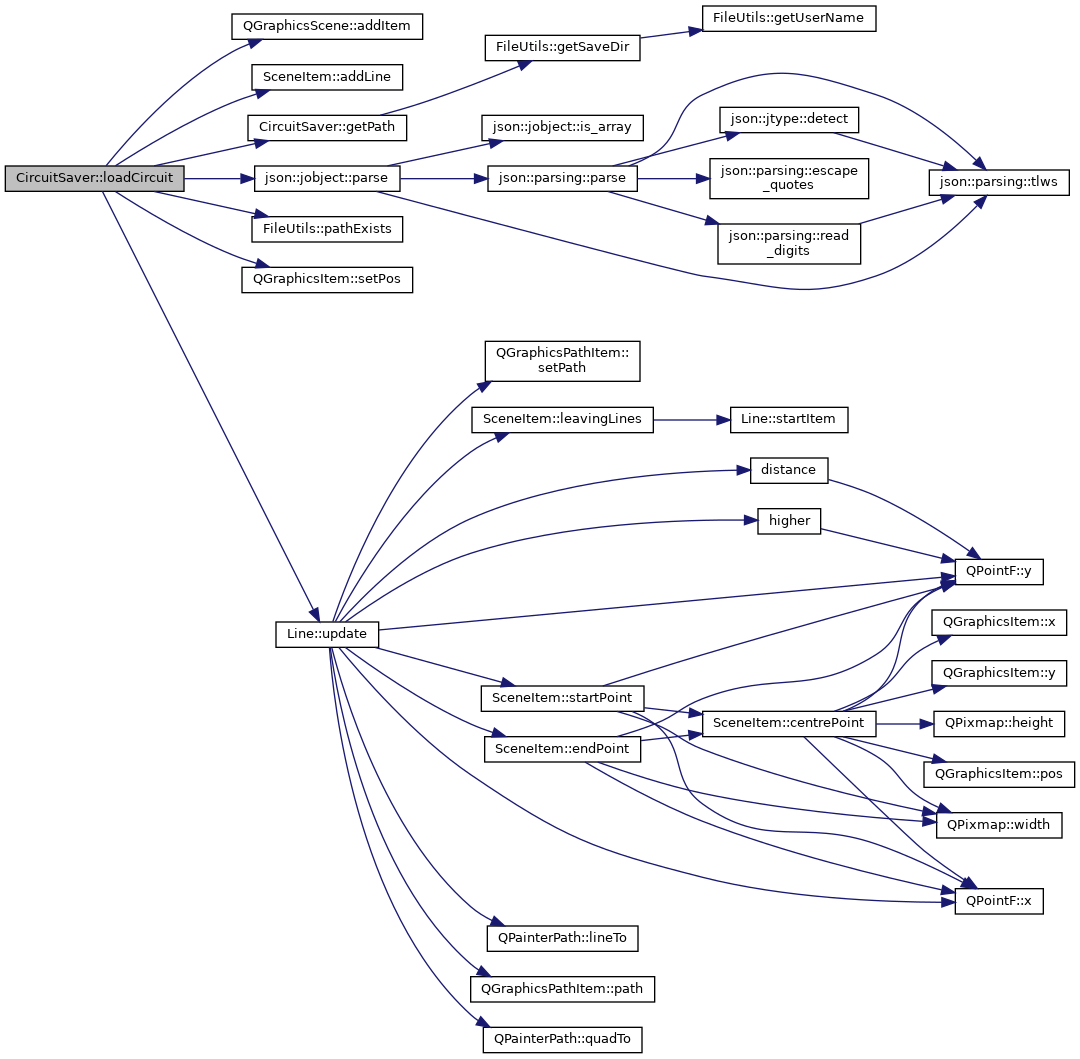 QGraphicsScene::addItem
SceneItem::addLine
CircuitSaver::getPath
CircuitSaver::loadCircuit
json::jobject::parse
FileUtils::pathExists
QGraphicsItem::setPos
FileUtils::getSaveDir
FileUtils::getUserName
json::jobject::is_array
json::parsing::parse
json::jtype::detect
json::parsing::escape
_quotes
json::parsing::read
_digits
json::parsing::tlws
Line::update
QGraphicsPathItem::
setPath
SceneItem::leavingLines
Line::startItem
distance
higher
QPointF::y
SceneItem::startPoint
SceneItem::endPoint
SceneItem::centrePoint
QGraphicsItem::x
QGraphicsItem::y
QPixmap::height
QGraphicsItem::pos
QPixmap::width
QPointF::x
QPainterPath::lineTo
QGraphicsPathItem::path
QPainterPath::quadTo